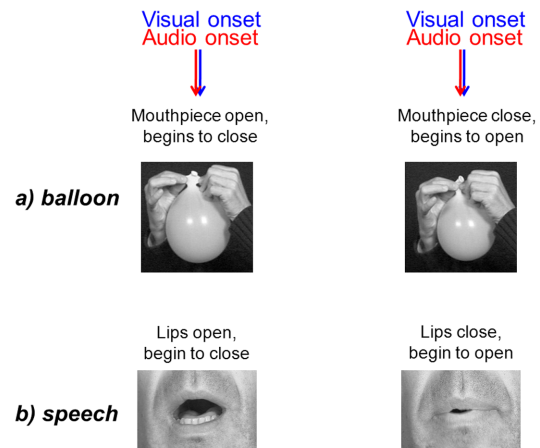 Visual onset
Audio onset
Visual onset
Audio onset
Mouthpiece open,
begins to close
Mouthpiece close,
begins to open
a) balloon
Lips open,
begin to close
Lips close,
begin to open
b) speech